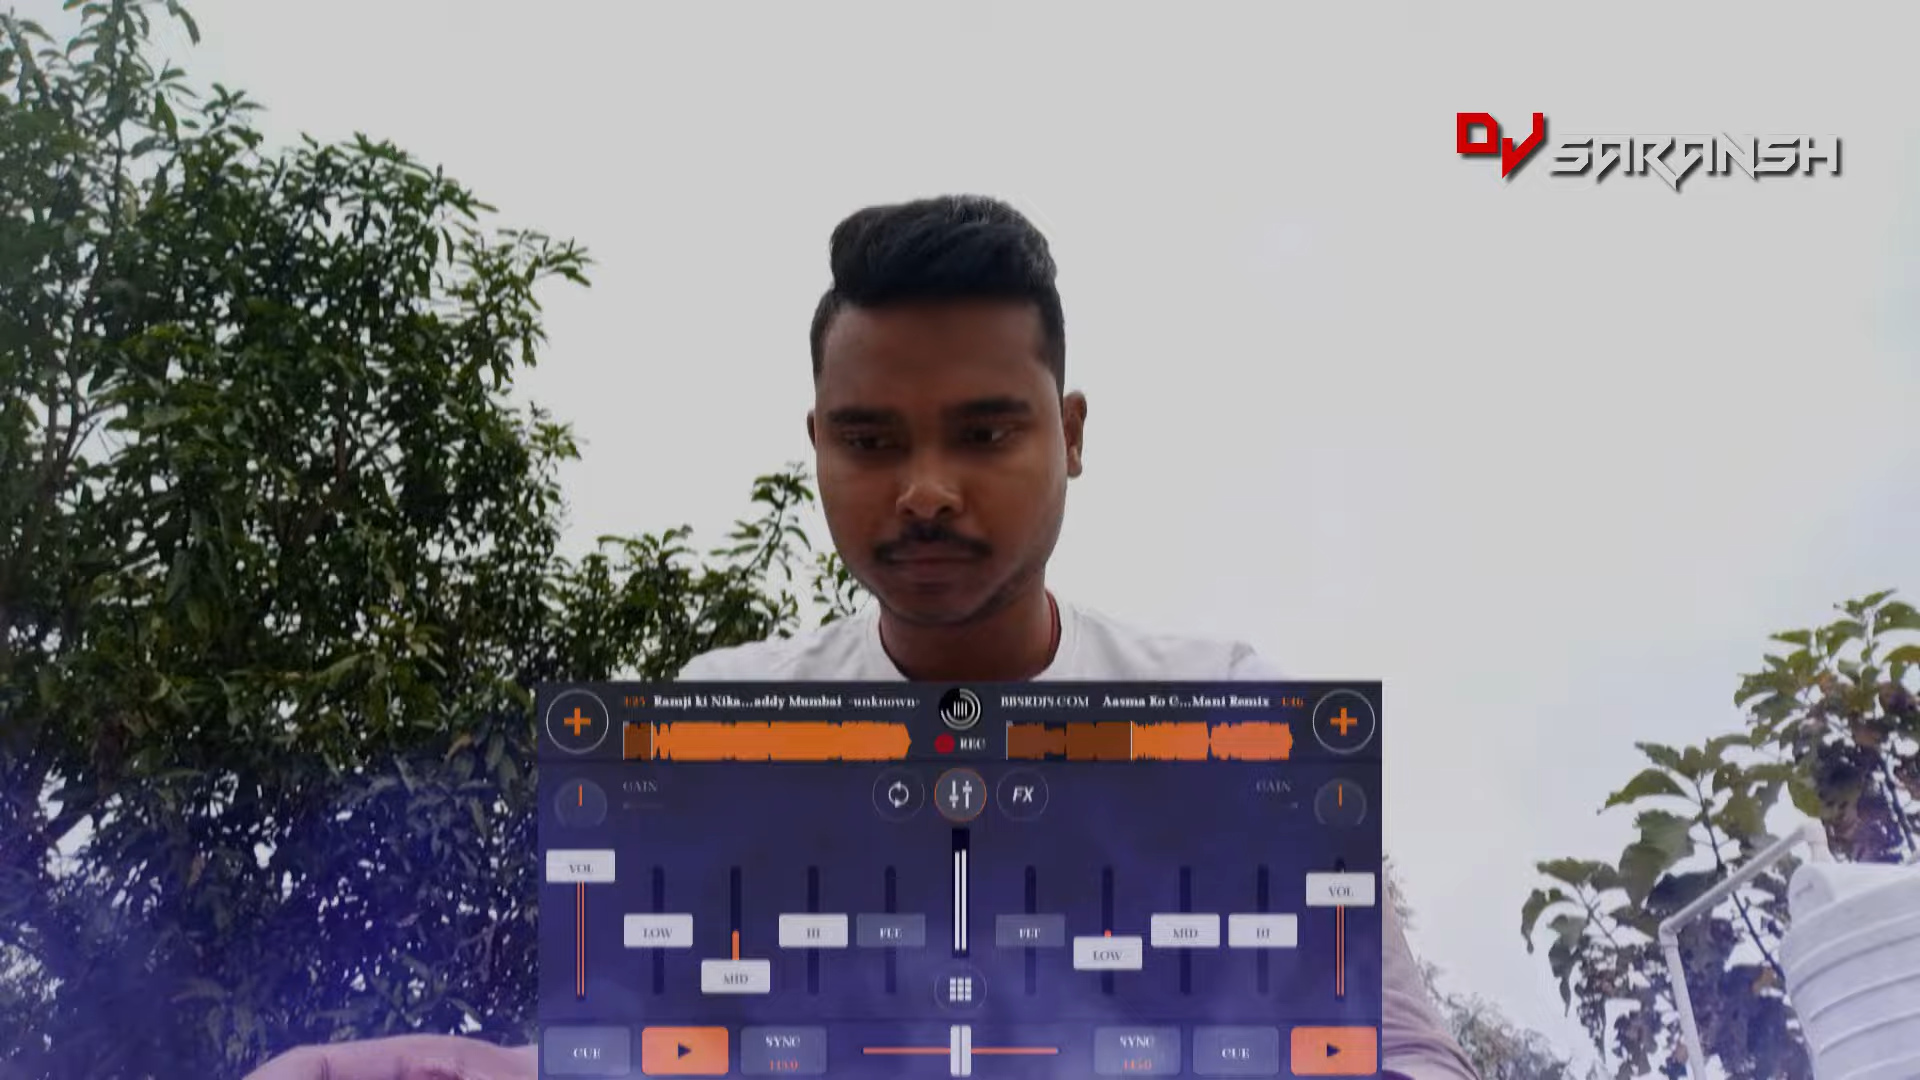 DJ SARANSH
Ramji ki Nika...addy Mumbai -unknown-
BBSRDJS.COM Aasma Ko C...Mani Remix
REC
GAIN
FX
GAIN
VOL
VOL
LOW
HI
FLT
FLT
MID
HI
LOW
MID
CUE
SYNC
SYNC
CUE